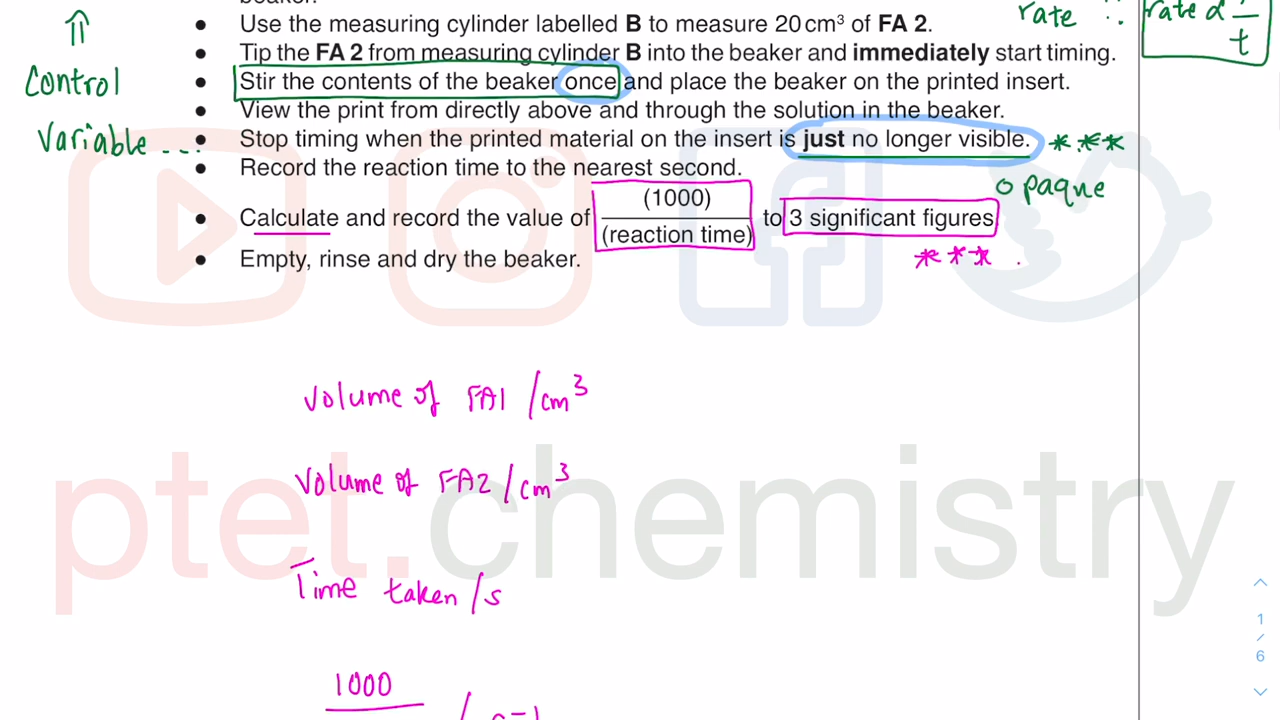 beaker.
rate ∴
rate ∝ 1/t
⇑
Control
Variable ...
• Use the measuring cylinder labelled B to measure 20 cm³ of FA 2.
• Tip the FA 2 from measuring cylinder B into the beaker and immediately start timing.
• Stir the contents of the beaker once and place the beaker on the printed insert.
• View the print from directly above and through the solution in the beaker.
• Stop timing when the printed material on the insert is just no longer visible. ***
opaque
• Record the reaction time to the nearest second.
• Calculate and record the value of (1000)/(reaction time) to 3 significant figures
*** .
• Empty, rinse and dry the beaker.
Volume of FA1 /cm³
Volume of FA2 /cm³
ptet.chemistry
Time taken /s
1000
1
/
6